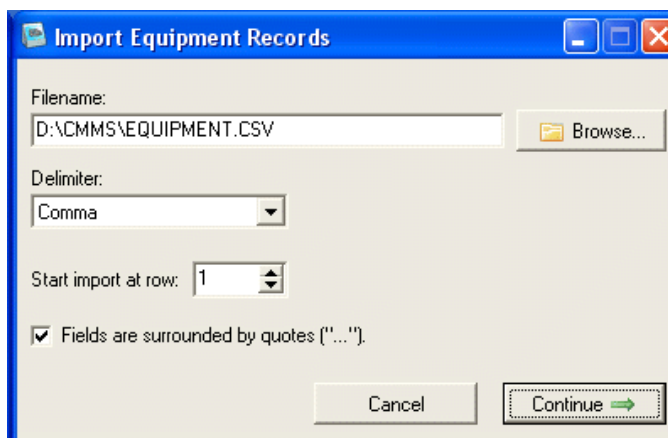 Import Equipment Records
Filename:
D:\CMMS\EQUIPMENT.CSV
Browse...
Delimiter:
Comma
Start import at row: 1
Fields are surrounded by quotes ("...").
Cancel
Continue